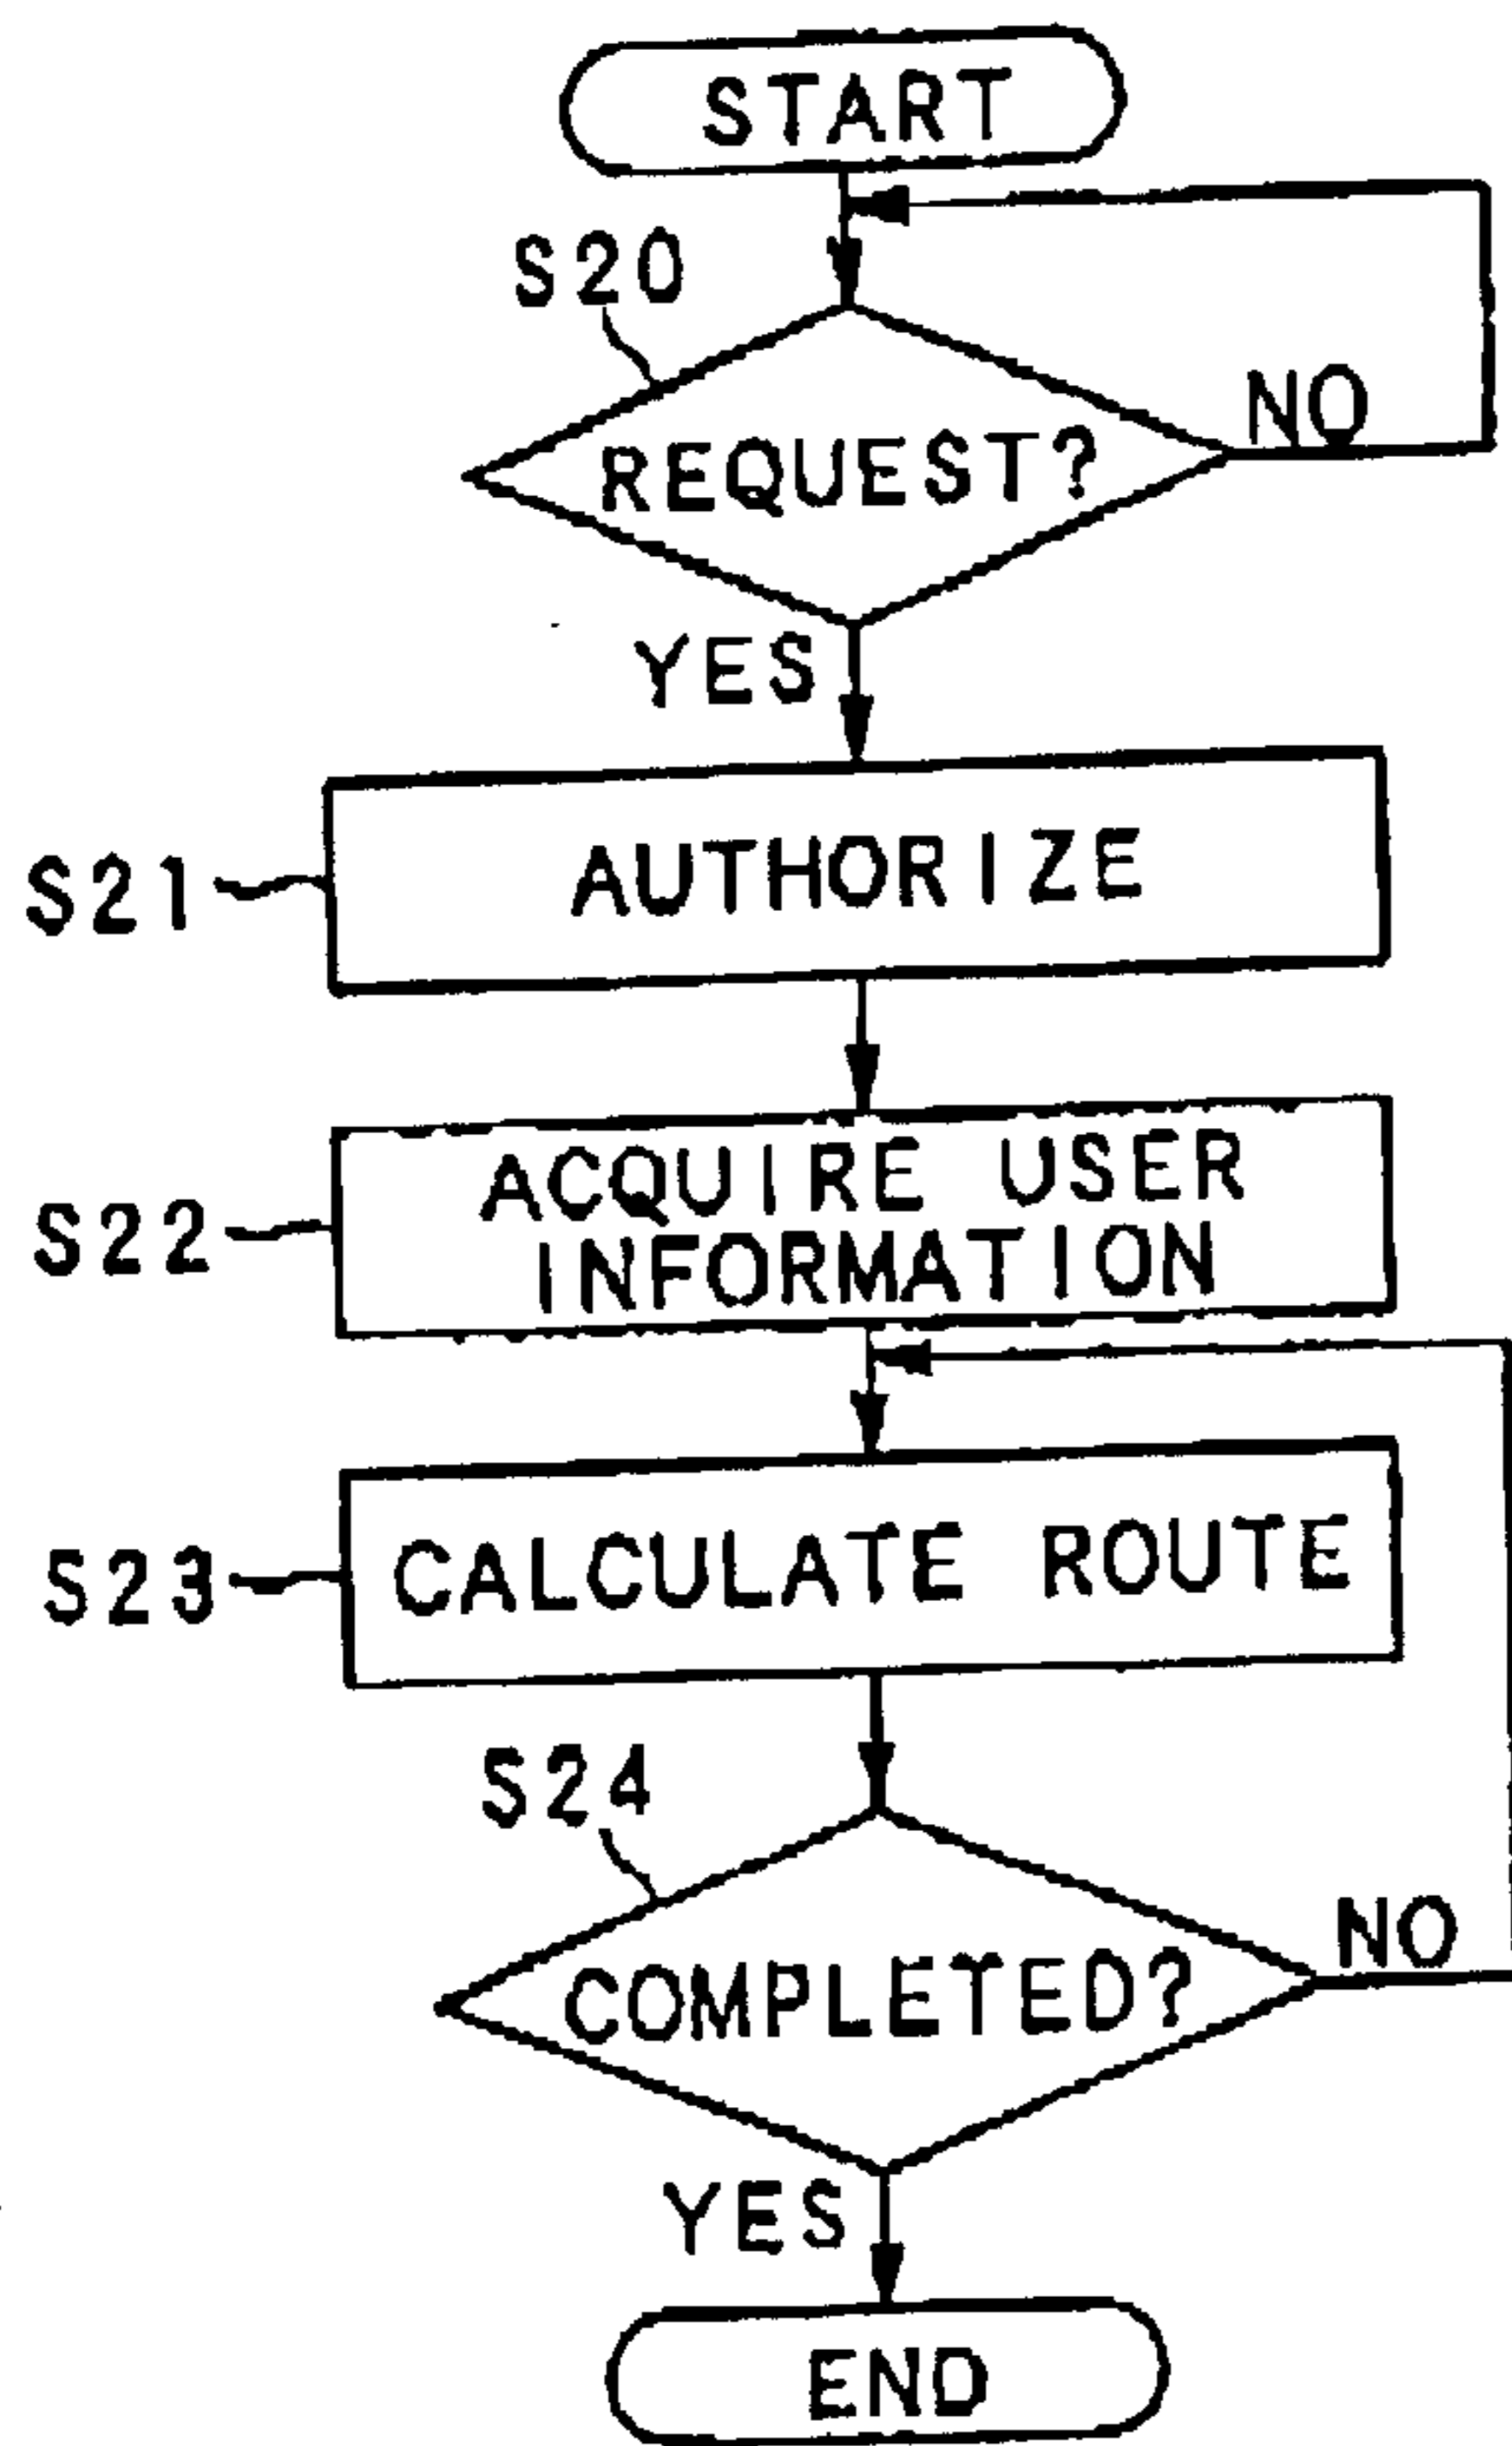 START
S20
REQUEST?
NO
YES
S21
AUTHORIZE
S22
ACQUIRE USER
INFORMATION
S23
CALCULATE ROUTE
S24
COMPLETED?
NO
YES
END